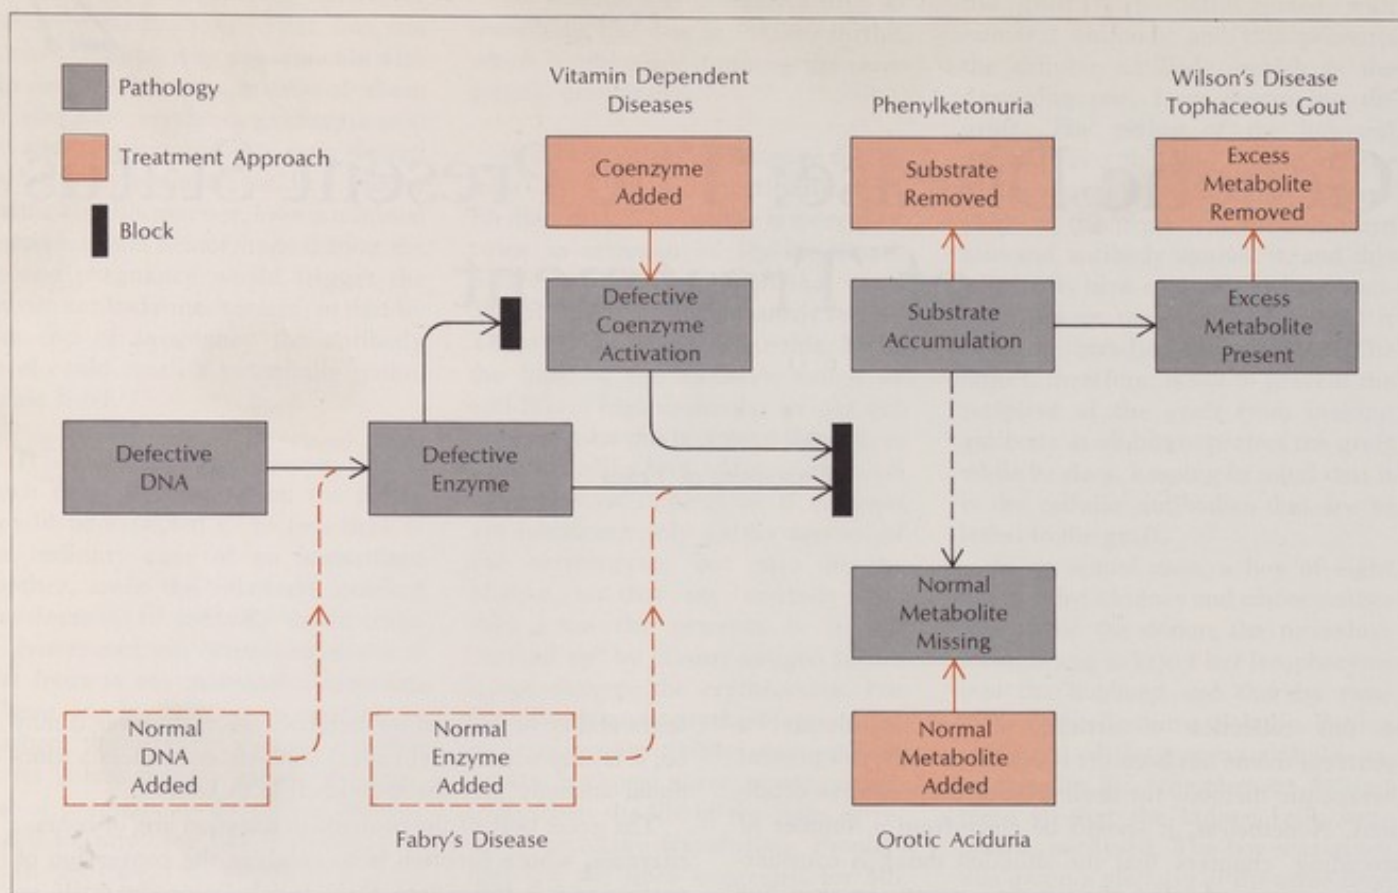 Pathology
Treatment Approach
Block
Vitamin Dependent
Diseases
Coenzyme
Added
Defective
Coenzyme
Activation
Phenylketonuria
Substrate
Removed
Substrate
Accumulation
Wilson's Disease
Tophaceous Gout
Excess
Metabolite
Removed
Excess
Metabolite
Present
Defective
DNA
Defective
Enzyme
Normal
Metabolite
Missing
Normal
DNA
Added
Normal
Enzyme
Added
Fabry's Disease
Normal
Metabolite
Added
Orotic Aciduria